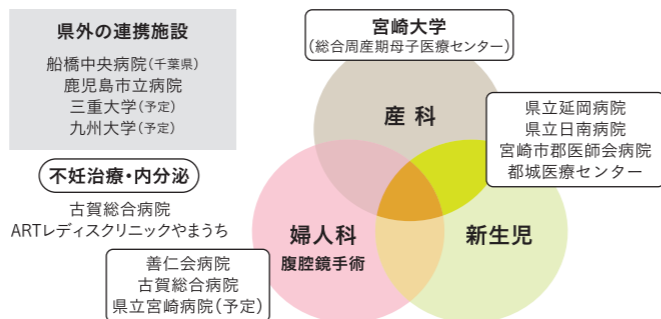 県外の連携施設
船橋中央病院(千葉県)
鹿児島市立病院
三重大学(予定)
九州大学(予定)
不妊治療・内分泌
古賀総合病院
ARTレディスクリニックやまうち
宮崎大学
(総合周産期母子医療センター)
産科
県立延岡病院
県立日南病院
宮崎市郡医師会病院
都城医療センター
婦人科
腹腔鏡手術
新生児
善仁会病院
古賀総合病院
県立宮崎病院(予定)